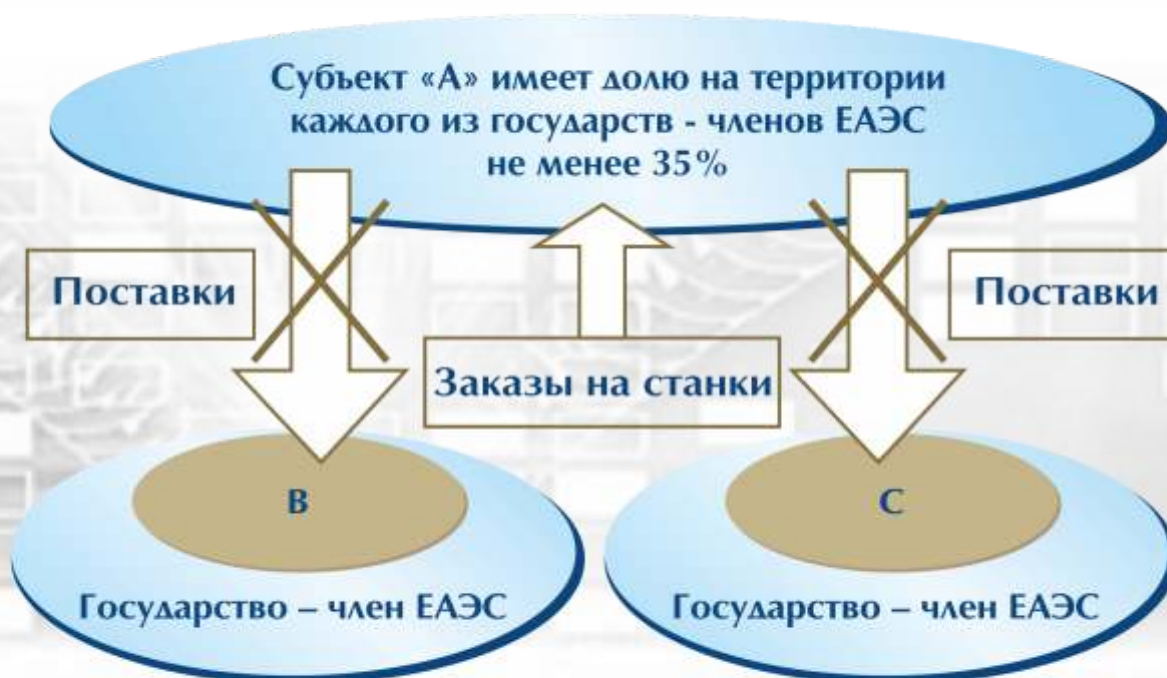 Субъект «А» имеет долю на территории
каждого из государств - членов ЕАЭС
не менее 35%
Поставки
Поставки
Заказы на станки
В
С
Государство – член ЕАЭС
Государство – член ЕАЭС